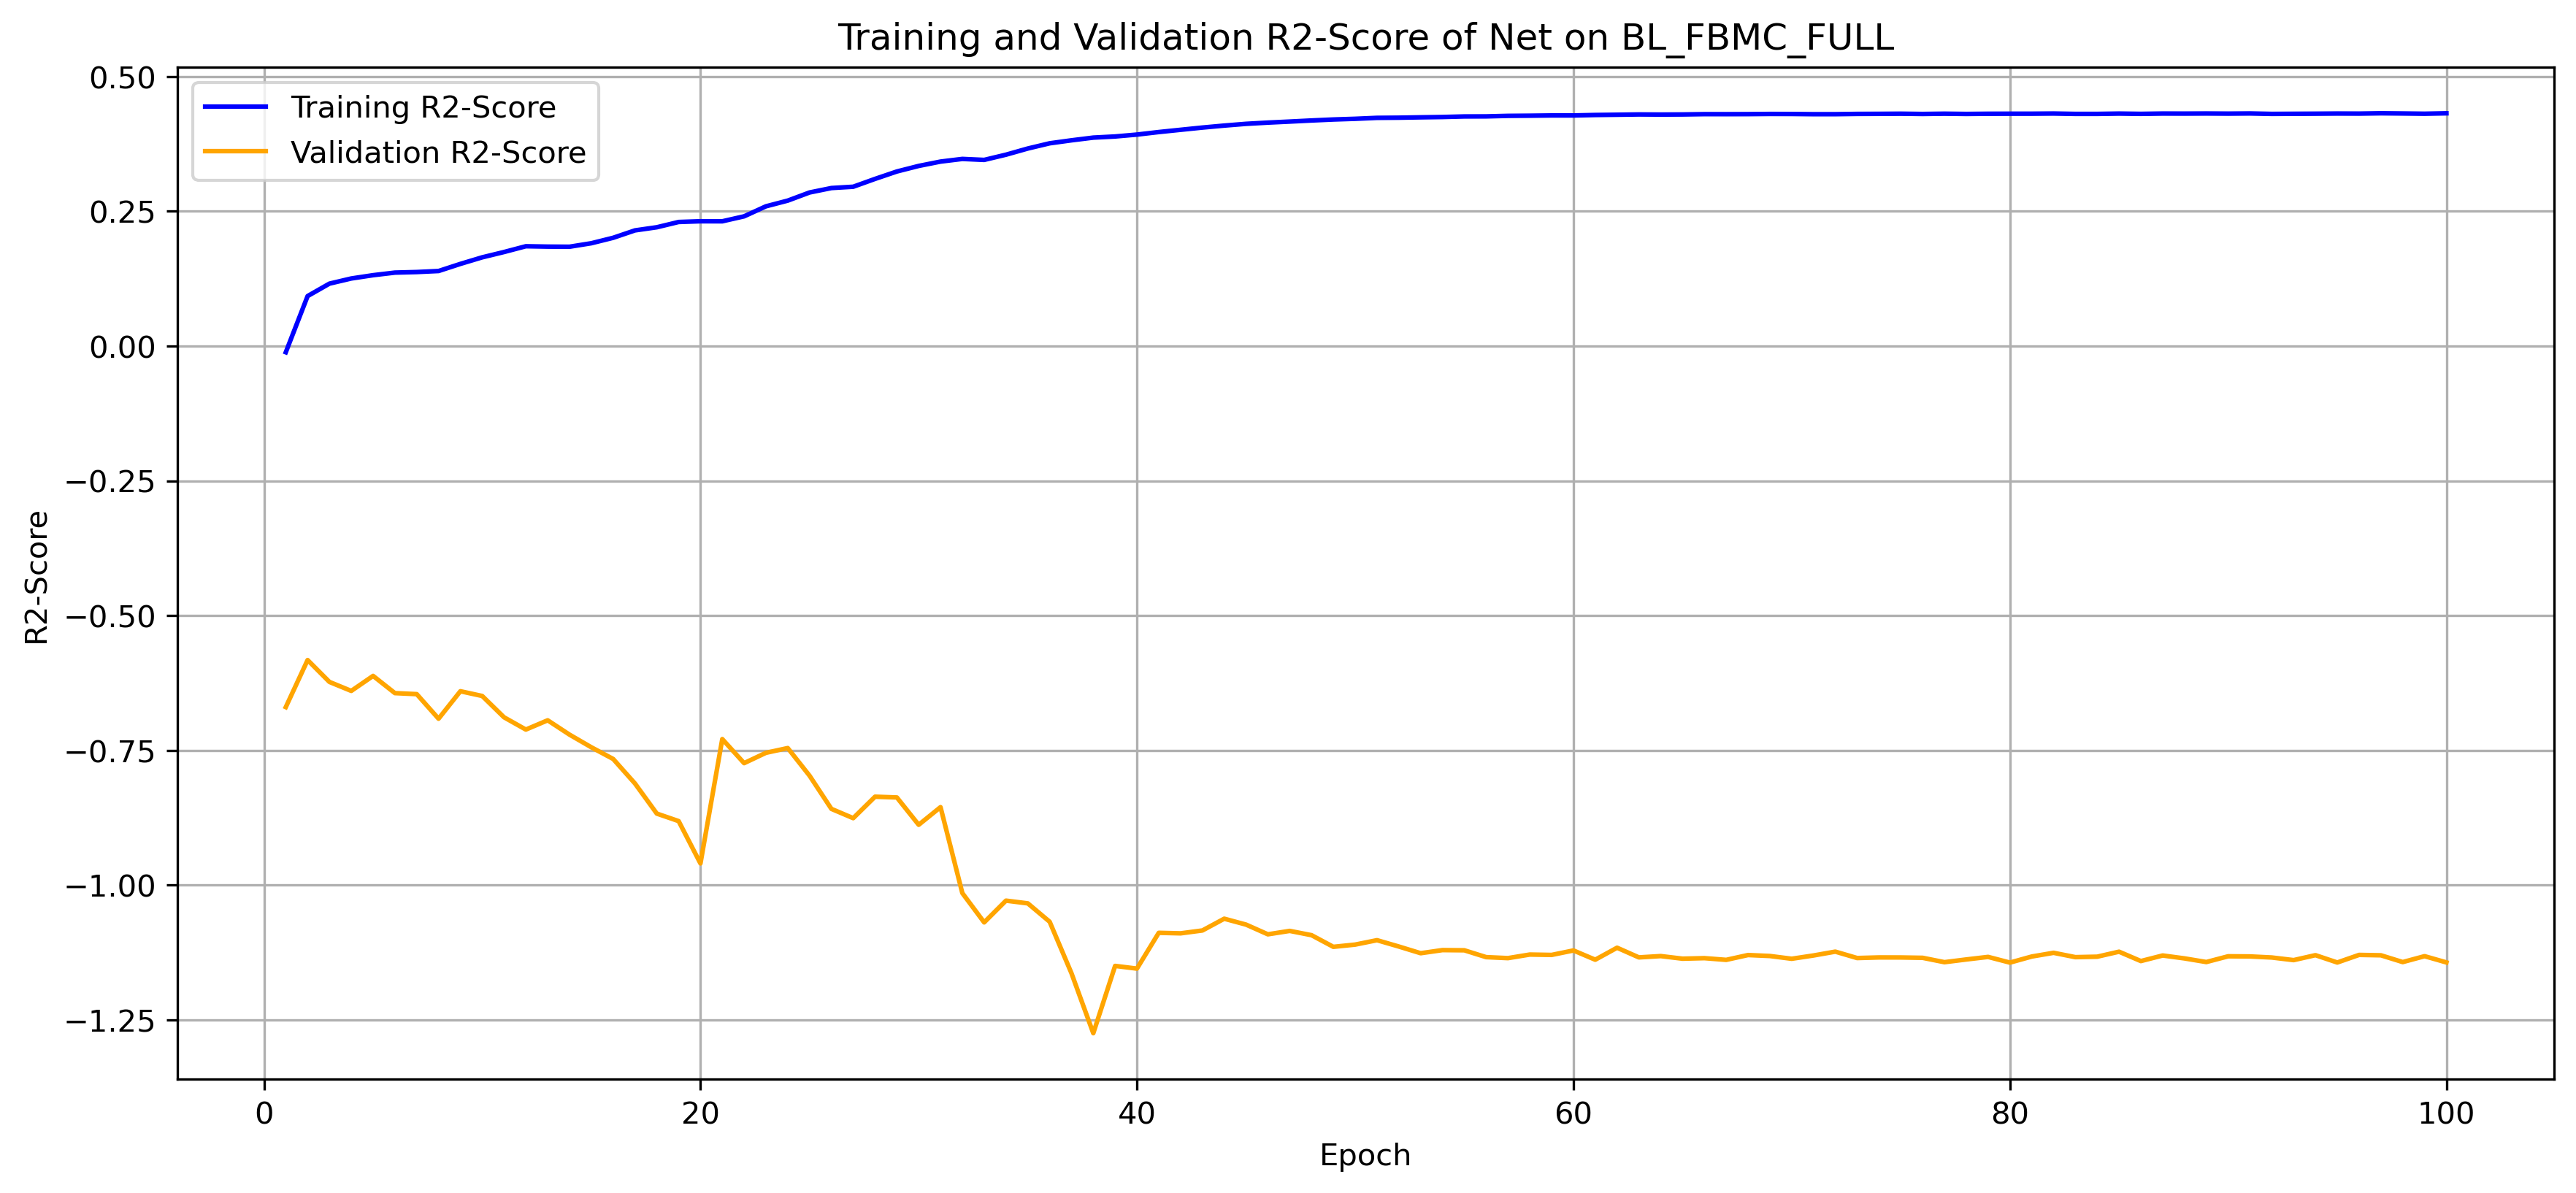 Training and Validation R2-Score of Net on BL_FBMC_FULL
Training R2-Score
Validation R2-Score
R2-Score
0.50
0.25
0.00
−0.25
−0.50
−0.75
−1.00
−1.25
0 20 40 60 80 100
Epoch